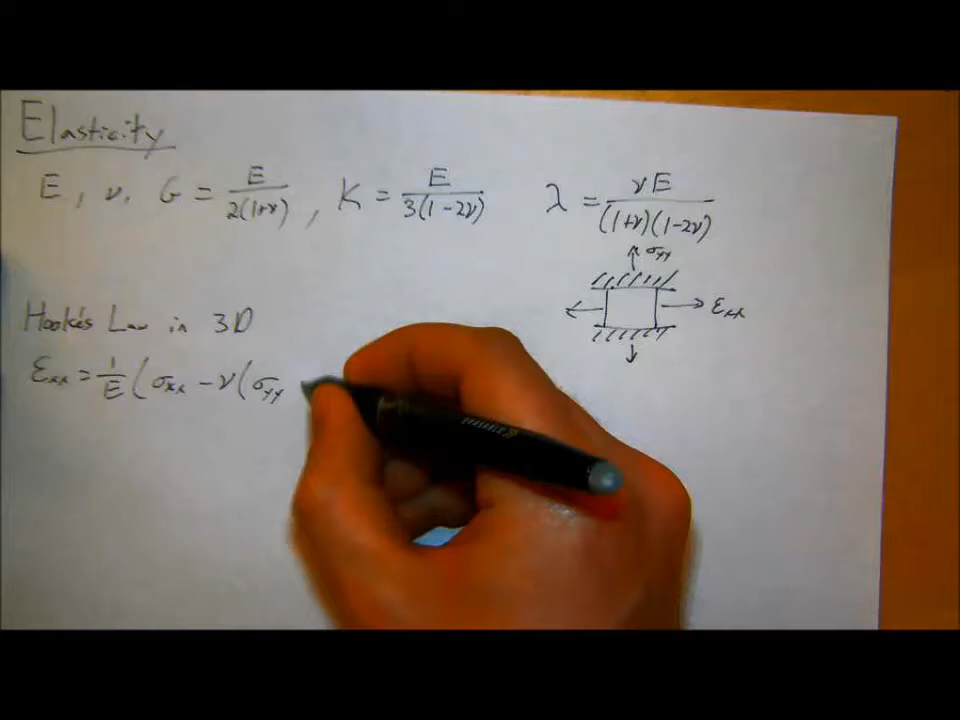 Elasticity
E, ν, G = E/2(1+ν), K = E/3(1-2ν) λ = νE/(1+ν)(1-2ν)
σyy
εxx
Hooke's Law in 3D
εxx = 1/E (σxx - ν(σyy
ERASABLE